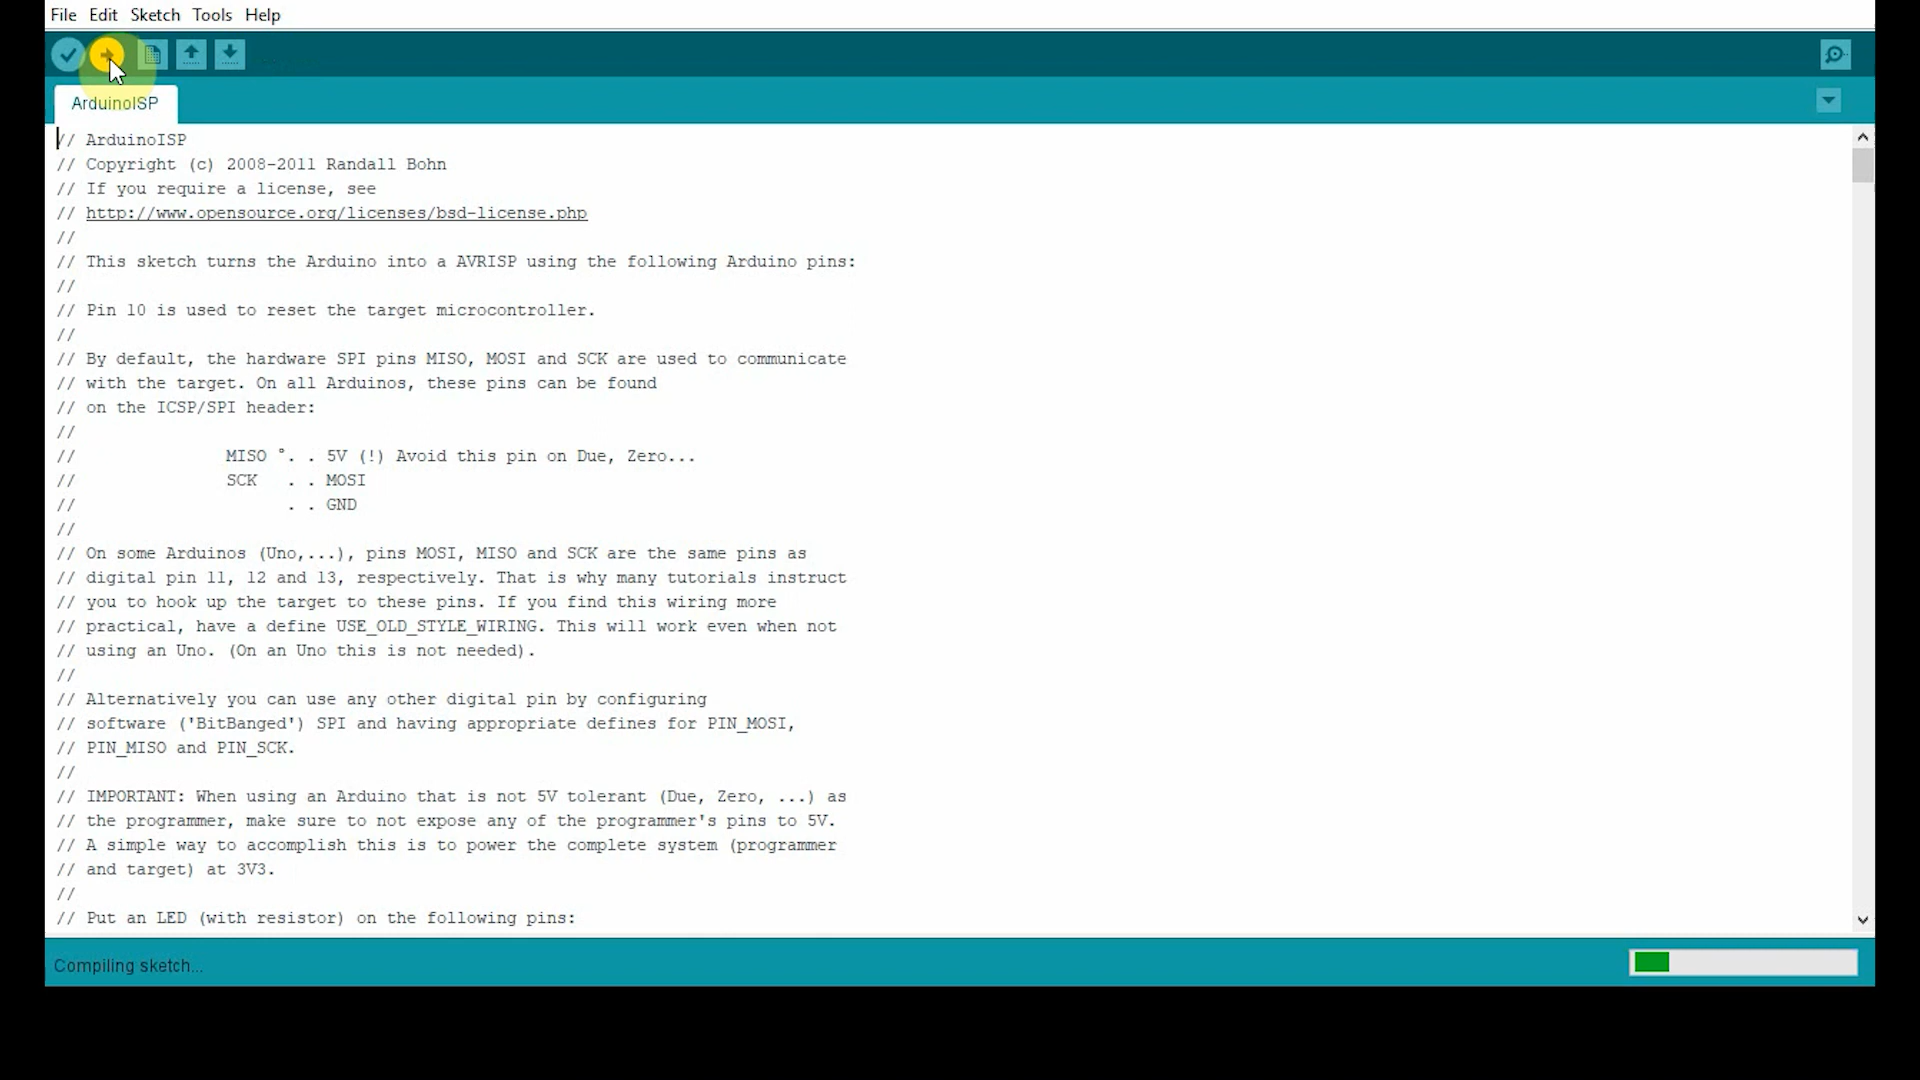 File Edit Sketch Tools Help
ArduinoISP
// ArduinoISP
// Copyright (c) 2008-2011 Randall Bohn
// If you require a license, see
// http://www.opensource.org/licenses/bsd-license.php
//
// This sketch turns the Arduino into a AVRISP using the following Arduino pins:
//
// Pin 10 is used to reset the target microcontroller.
//
// By default, the hardware SPI pins MISO, MOSI and SCK are used to communicate
// with the target. On all Arduinos, these pins can be found
// on the ICSP/SPI header:
//
// MISO °. . 5V (!) Avoid this pin on Due, Zero...
// SCK . . MOSI
// . . GND
//
// On some Arduinos (Uno,...), pins MOSI, MISO and SCK are the same pins as
// digital pin 11, 12 and 13, respectively. That is why many tutorials instruct
// you to hook up the target to these pins. If you find this wiring more
// practical, have a define USE_OLD_STYLE_WIRING. This will work even when not
// using an Uno. (On an Uno this is not needed).
//
// Alternatively you can use any other digital pin by configuring
// software ('BitBanged') SPI and having appropriate defines for PIN_MOSI,
// PIN_MISO and PIN_SCK.
//
// IMPORTANT: When using an Arduino that is not 5V tolerant (Due, Zero, ...) as
// the programmer, make sure to not expose any of the programmer's pins to 5V.
// A simple way to accomplish this is to power the complete system (programmer
// and target) at 3V3.
//
// Put an LED (with resistor) on the following pins:
Compiling sketch...